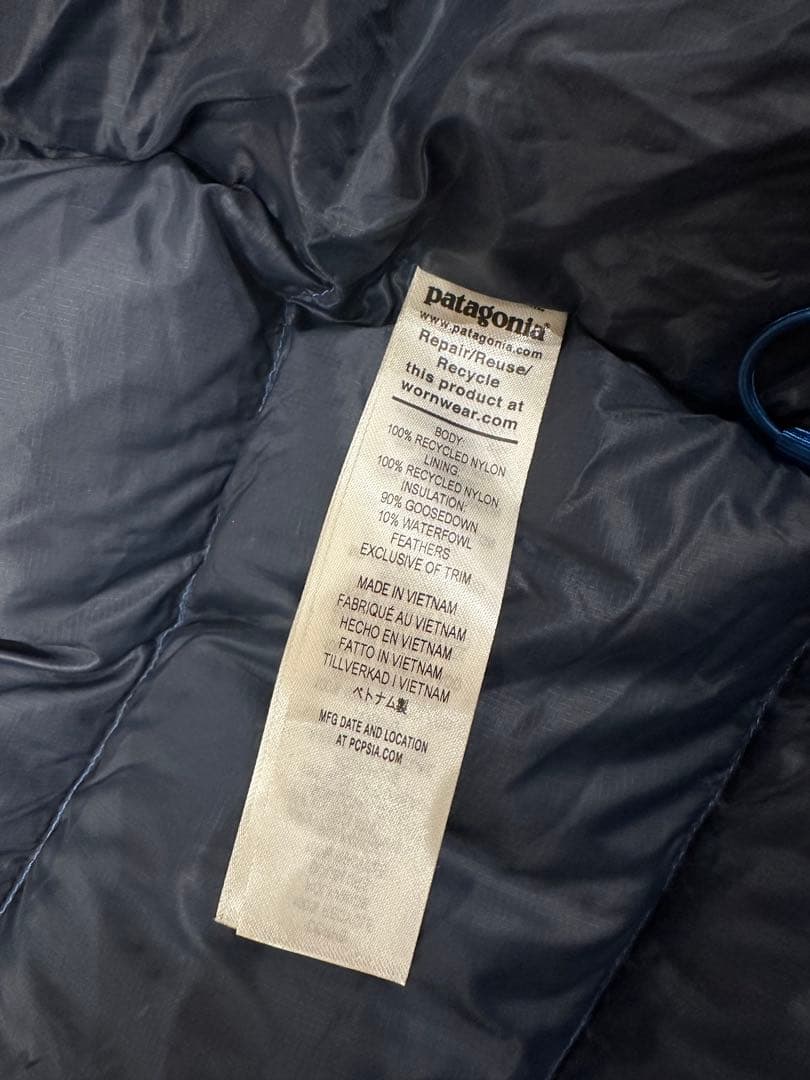 patagonia®
www.patagonia.com
Repair/Reuse/
Recycle
this product at
wornwear.com
BODY:
100% RECYCLED NYLON
LINING:
100% RECYCLED NYLON
INSULATION:
90% GOOSEDOWN
10% WATERFOWL
FEATHERS
EXCLUSIVE OF TRIM
MADE IN VIETNAM
FABRIQUÉ AU VIETNAM
HECHO EN VIETNAM
FATTO IN VIETNAM
TILLVERKAD I VIETNAM
ベトナム製
MFG DATE AND LOCATION
AT PCPSIA.COM